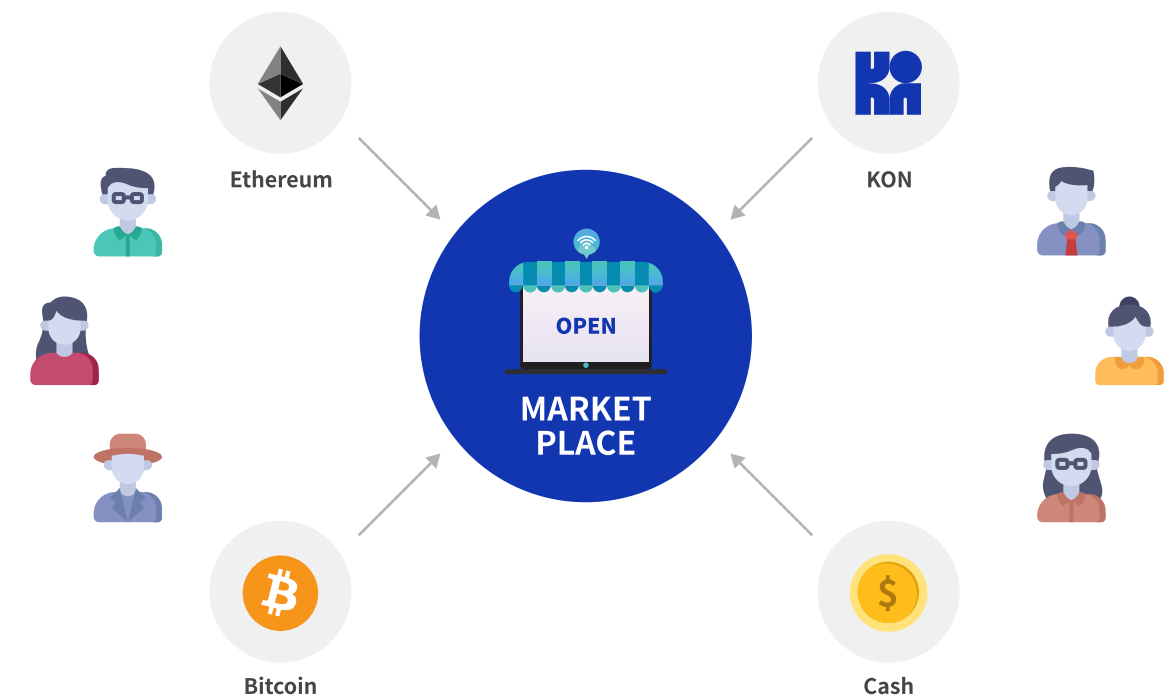 Ethereum
KON
OPEN
MARKET
PLACE
Bitcoin
$
Cash